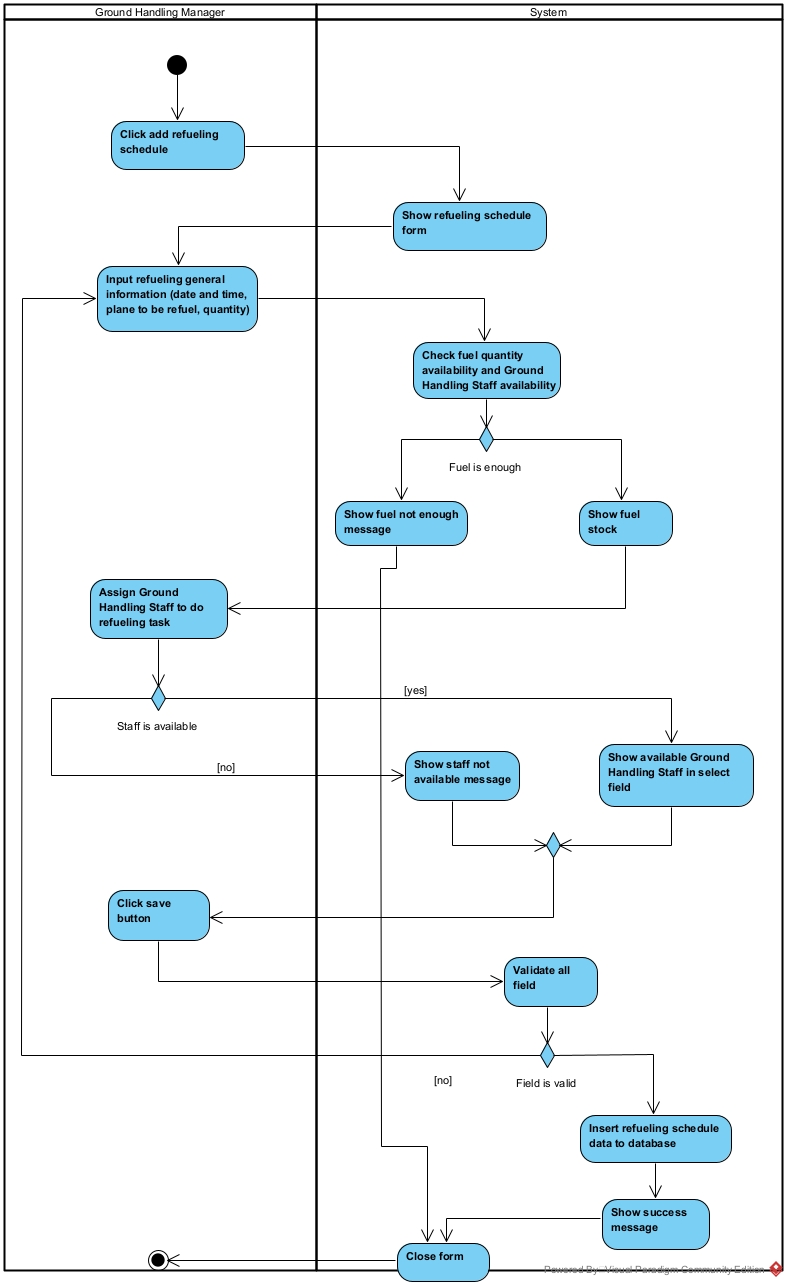 Ground Handling Manager
System
Click add refueling
schedule
Show refueling schedule
form
Input refueling general
information (date and time,
plane to be refuel, quantity)
Check fuel quantity
availability and Ground
Handling Staff availability
Fuel is enough
Show fuel not enough
message
Show fuel
stock
Assign Ground
Handling Staff to do
refueling task
[yes]
Staff is available
[no]
Show staff not
available message
Show available Ground
Handling Staff in select
field
Click save
button
Validate all
field
[no]
Field is valid
Insert refueling schedule
data to database
Show success
message
Close form
Powered By: Visual Paradigm Community Edition